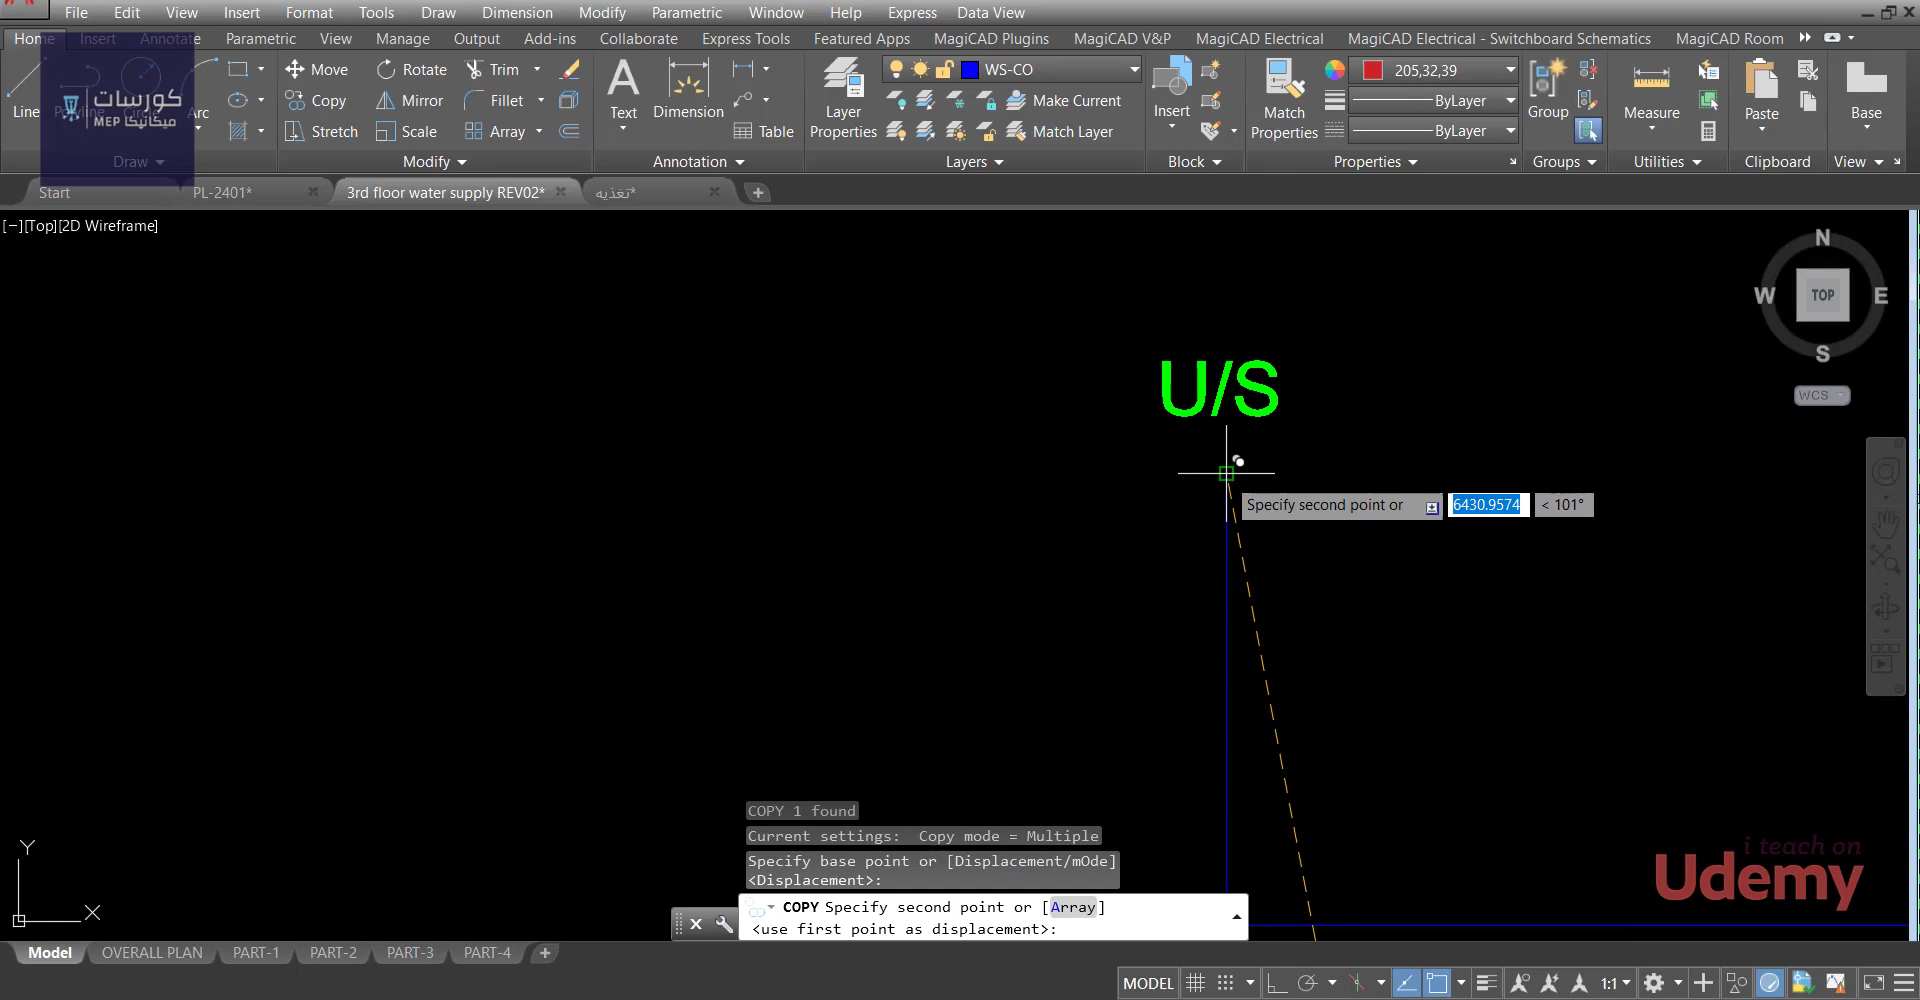 File Edit View Insert Format Tools Draw Dimension Modify Parametric Window Help Express Data View
Home Insert Annotate Parametric View Manage Output Add-ins Collaborate Express Tools Featured Apps MagiCAD Plugins MagiCAD V&P MagiCAD Electrical MagiCAD Electrical - Switchboard Schematics MagiCAD Room
Line Polyline Circle Arc
كورسات
ميكانيكا MEP
Move Rotate Trim
Copy Mirror Fillet
Stretch Scale Array
Text Dimension Table
Layer Properties
WS-CO
Make Current
Match Layer
Insert
Match Properties
205,32,39
ByLayer
ByLayer
Group Measure Paste Base
Draw Modify Annotation Layers Block Properties Groups Utilities Clipboard View
Start PL-2401* 3rd floor water supply REV02* تغذيه*
[−][Top][2D Wireframe]
N
W TOP E
S
WCS
U/S
Specify second point or 6430.9574 < 101°
COPY 1 found
Current settings:  Copy mode = Multiple
Specify base point or [Displacement/mOde]
<Displacement>:
COPY Specify second point or [Array]
<use first point as displacement>:
Y
X
i teach on
Udemy
Model OVERALL PLAN PART-1 PART-2 PART-3 PART-4
MODEL 1:1